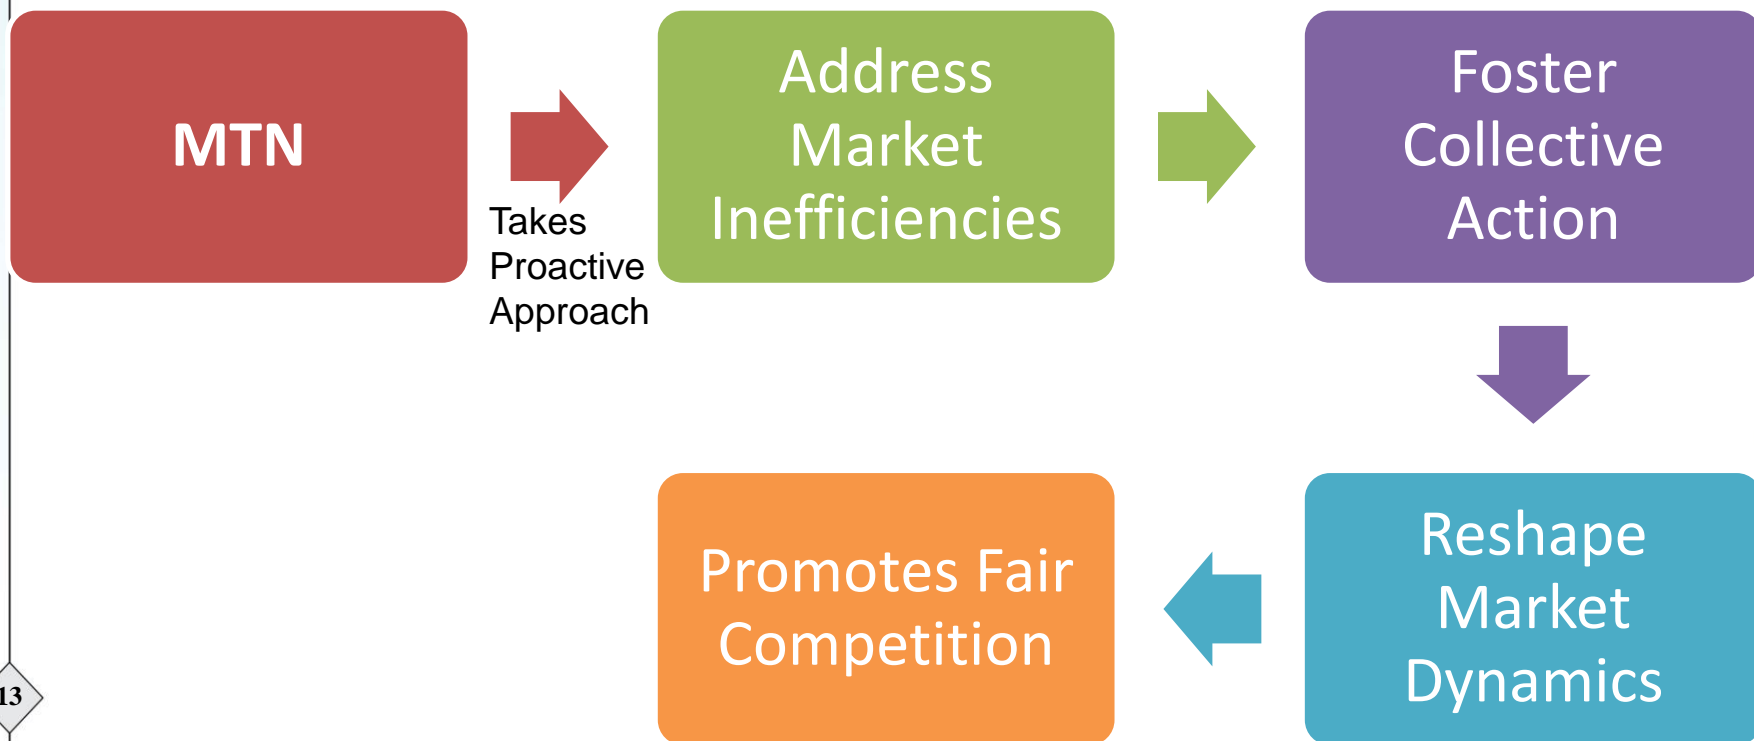 MTN
Takes
Proactive
Approach
Address
Market
Inefficiencies
Foster
Collective
Action
Reshape
Market
Dynamics
Promotes Fair
Competition
13